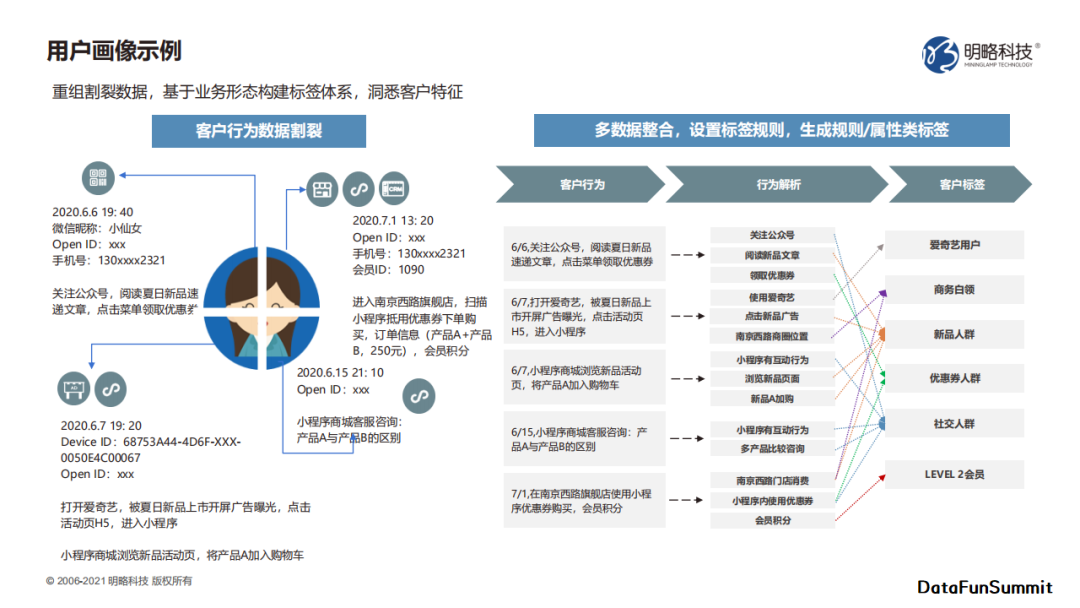 用户画像示例
明略科技®
MININGLAMP TECHNOLOGY
重组割裂数据，基于业务形态构建标签体系，洞悉客户特征
客户行为数据割裂
2020.6.6 19: 40
微信昵称：小仙女
Open ID：xxx
手机号：130xxxx2321
关注公众号，阅读夏日新品速
递文章，点击菜单领取优惠券
CRM
2020.7.1 13: 20
Open ID：xxx
手机号：130xxxx2321
会员ID：1090
进入南京西路旗舰店，扫描
小程序抵用优惠券下单购
买，订单信息（产品A+产品
B，250元），会员积分
AD
2020.6.7 19: 20
Device ID：68753A44-4D6F-XXX-
0050E4C00067
Open ID：xxx
打开爱奇艺，被夏日新品上市开屏广告曝光，点击
活动页H5，进入小程序
小程序商城浏览新品活动页，将产品A加入购物车
2020.6.15 21: 10
Open ID：xxx
小程序商城客服咨询：
产品A与产品B的区别
多数据整合，设置标签规则，生成规则/属性类标签
客户行为
行为解析
客户标签
6/6,关注公众号，阅读夏日新品
速递文章，点击菜单领取优惠券
6/7,打开爱奇艺，被夏日新品上
市开屏广告曝光，点击活动页
H5，进入小程序
6/7,小程序商城浏览新品活动
页，将产品A加入购物车
6/15,小程序商城客服咨询：产
品A与产品B的区别
7/1,在南京西路旗舰店使用小程
序优惠券购买，会员积分
关注公众号
阅读新品文章
领取优惠券
使用爱奇艺
点击新品广告
南京西路商圈位置
小程序有互动行为
浏览新品页面
新品A加购
小程序有互动行为
多产品比较咨询
南京西路门店消费
小程序内使用优惠券
会员积分
爱奇艺用户
商务白领
新品人群
优惠券人群
社交人群
LEVEL 2会员
© 2006-2021 明略科技 版权所有
DataFunSummit